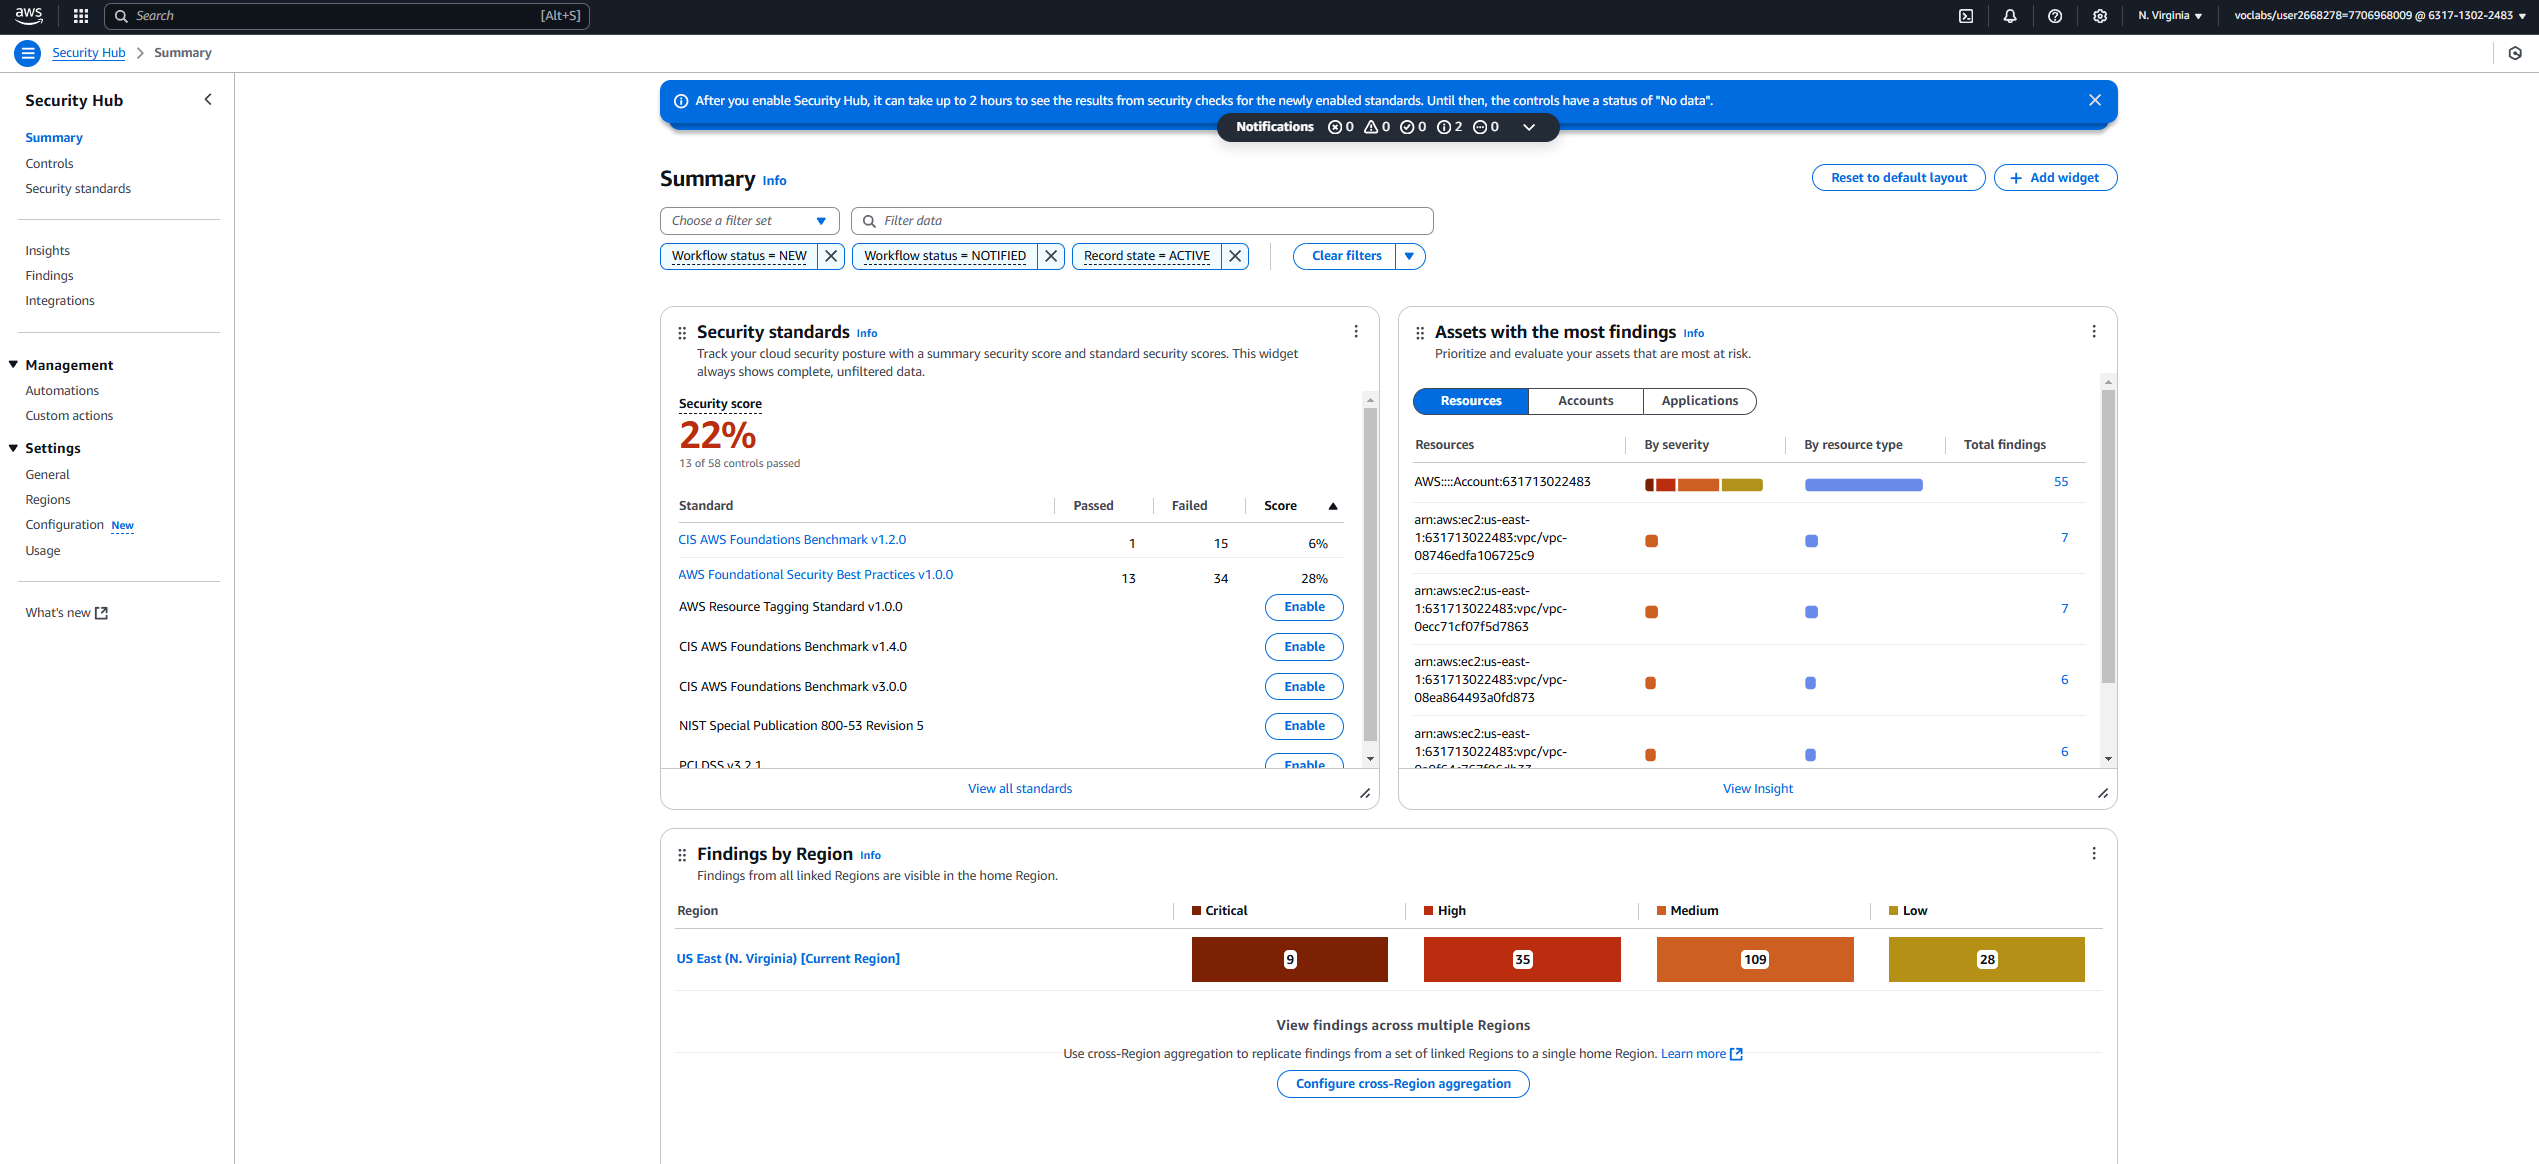 aws
Search [Alt+S]
N. Virginia
voclabs/user2668278=7706968009 @ 6317-1302-2483
Security Hub
Summary
Security Hub
Summary
Controls
Security standards
Insights
Findings
Integrations
Management
Automations
Custom actions
Settings
General
Regions
Configuration New
Usage
What's new
After you enable Security Hub, it can take up to 2 hours to see the results from security checks for the newly enabled standards. Until then, the controls have a status of "No data".
Notifications 0 0 0 2 0
Summary Info
Reset to default layout
Add widget
Choose a filter set
Filter data
Workflow status = NEW
Workflow status = NOTIFIED
Record state = ACTIVE
Clear filters
Security standards Info
Track your cloud security posture with a summary security score and standard security scores. This widget
always shows complete, unfiltered data.
Security score
22%
13 of 58 controls passed
Standard Passed Failed Score
CIS AWS Foundations Benchmark v1.2.0 1 15 6%
AWS Foundational Security Best Practices v1.0.0 13 34 28%
AWS Resource Tagging Standard v1.0.0 Enable
CIS AWS Foundations Benchmark v1.4.0 Enable
CIS AWS Foundations Benchmark v3.0.0 Enable
NIST Special Publication 800-53 Revision 5 Enable
PCI DSS v3.2.1 Enable
View all standards
Assets with the most findings Info
Prioritize and evaluate your assets that are most at risk.
Resources Accounts Applications
Resources By severity By resource type Total findings
AWS::::Account:631713022483 55
arn:aws:ec2:us-east-
1:631713022483:vpc/vpc-
08746edfa106725c9
7
arn:aws:ec2:us-east-
1:631713022483:vpc/vpc-
0ecc71cf07f5d7863
7
arn:aws:ec2:us-east-
1:631713022483:vpc/vpc-
08ea864493a0fd873
6
arn:aws:ec2:us-east-
1:631713022483:vpc/vpc-
6
View Insight
Findings by Region Info
Findings from all linked Regions are visible in the home Region.
Region Critical High Medium Low
US East (N. Virginia) [Current Region] 9 35 109 28
View findings across multiple Regions
Use cross-Region aggregation to replicate findings from a set of linked Regions to a single home Region. Learn more
Configure cross-Region aggregation